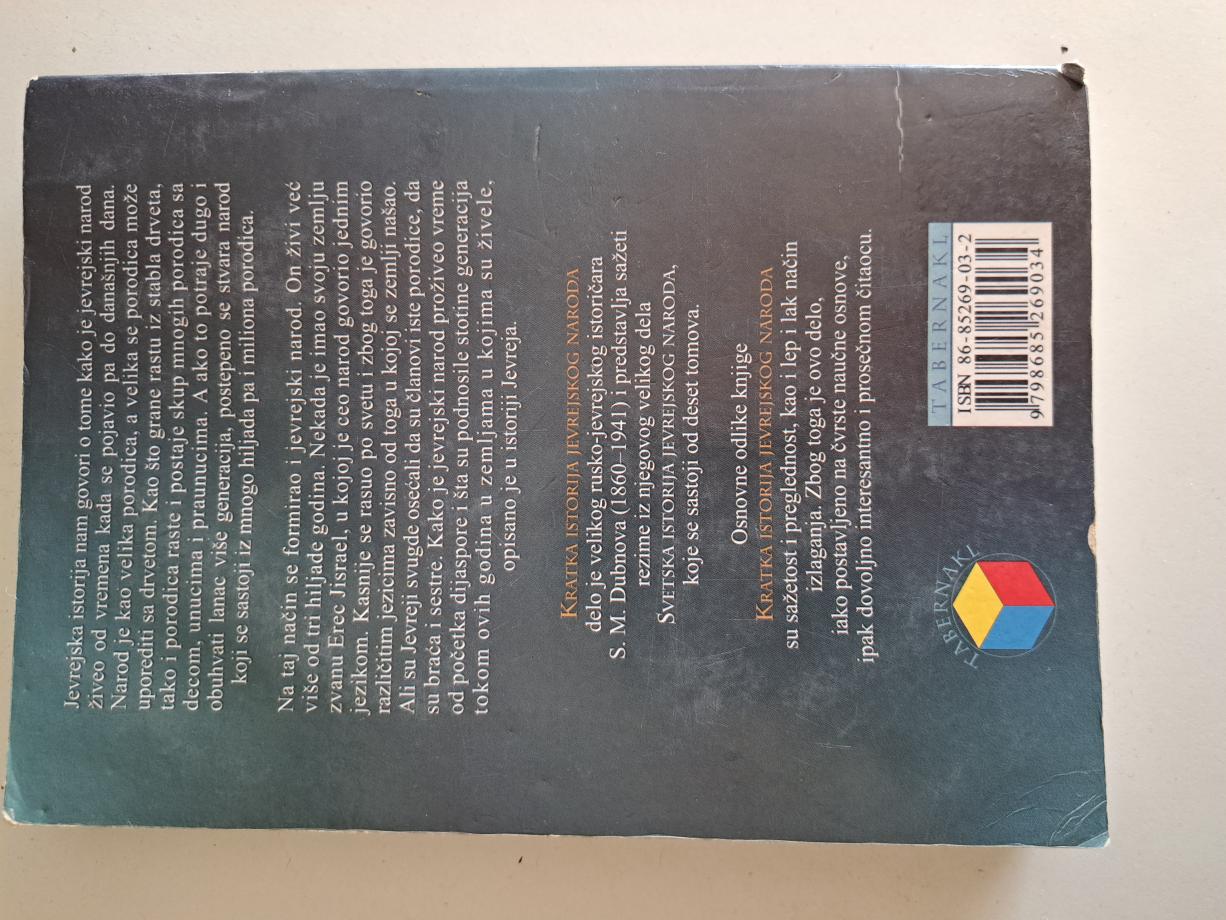 Jevrejska istorija nam govori o tome kako je jevrejski narod
živeo od vremena kada se pojavio pa do današnjih dana.
Narod je kao velika porodica, a velika se porodica može
uporediti sa drvetom. Kao što grane rastu iz stabla drveta,
tako i porodica raste i postaje skup mnogih porodica sa
decom, unucima i praunucima. A ako to potraje dugo i
obuhvati lanac više generacija, postepeno se stvara narod
koji se sastoji iz mnogo hiljada pa i miliona porodica.
Na taj način se formirao i jevrejski narod. On živi već
više od tri hiljade godina. Nekada je imao svoju zemlju
zvanu Erec Jisrael, u kojoj je ceo narod govorio jednim
jezikom. Kasnije se rasuo po svetu i zbog toga je govorio
različitim jezicima zavisno od toga u kojoj se zemlji našao.
Ali su Jevreji svugde osećali da su članovi iste porodice, da
su braća i sestre. Kako je jevrejski narod proživeo vreme
od početka dijaspore i šta su podnosile stotine generacija
tokom ovih godina u zemljama u kojima su živele,
opisano je u istoriji Jevreja.
KRATKA ISTORIJA JEVREJSKOG NARODA
delo je velikog rusko-jevrejskog istoričara
S. M. Dubnova (1860–1941) i predstavlja sažeti
rezime iz njegovog velikog dela
SVETSKA ISTORIJA JEVREJSKOG NARODA,
koje se sastoji od deset tomova.
Osnovne odlike knjige
KRATKA ISTORIJA JEVREJSKOG NARODA
su sažetost i preglednost, kao i lep i lak način
izlaganja. Zbog toga je ovo delo,
iako postavljeno na čvrste naučne osnove,
ipak dovoljno interesantno i prosečnom čitaocu.
TABERNAKL
TABERNAKL
ISBN 86-85269-03-2
9798685269034